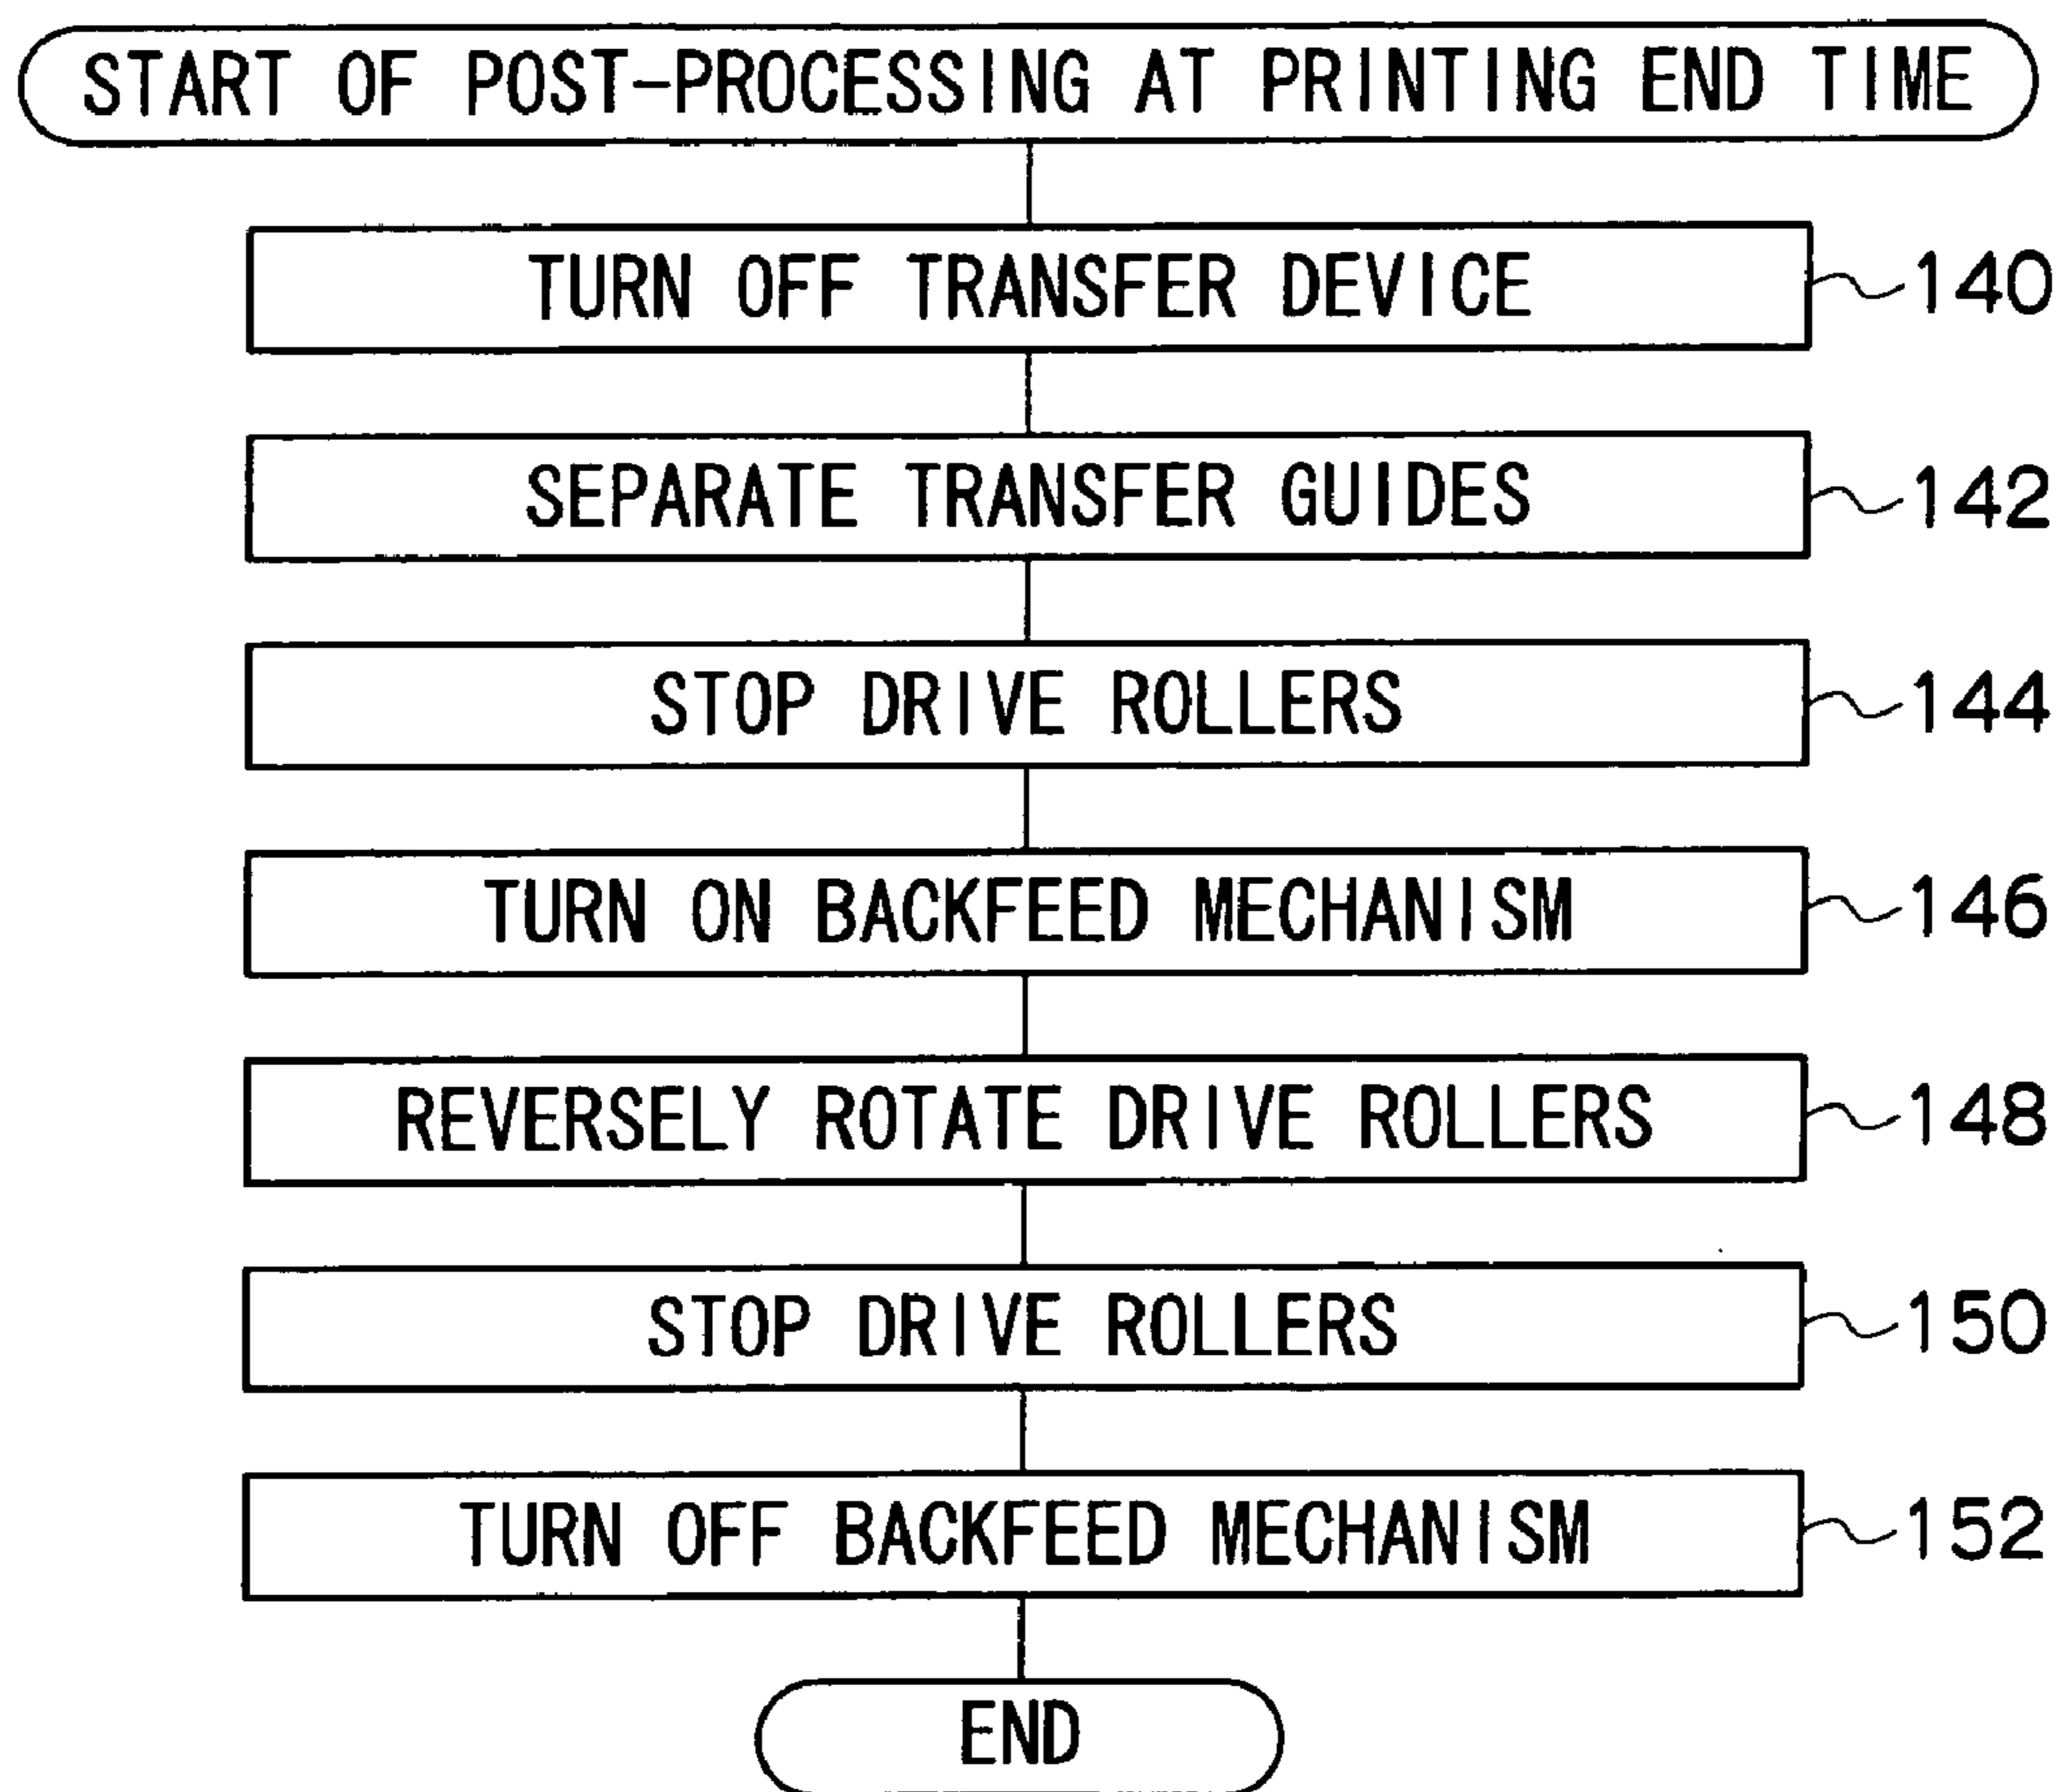 START OF POST-PROCESSING AT PRINTING END TIME
TURN OFF TRANSFER DEVICE 140
SEPARATE TRANSFER GUIDES 142
STOP DRIVE ROLLERS 144
TURN ON BACKFEED MECHANISM 146
REVERSELY ROTATE DRIVE ROLLERS 148
STOP DRIVE ROLLERS 150
TURN OFF BACKFEED MECHANISM 152
END